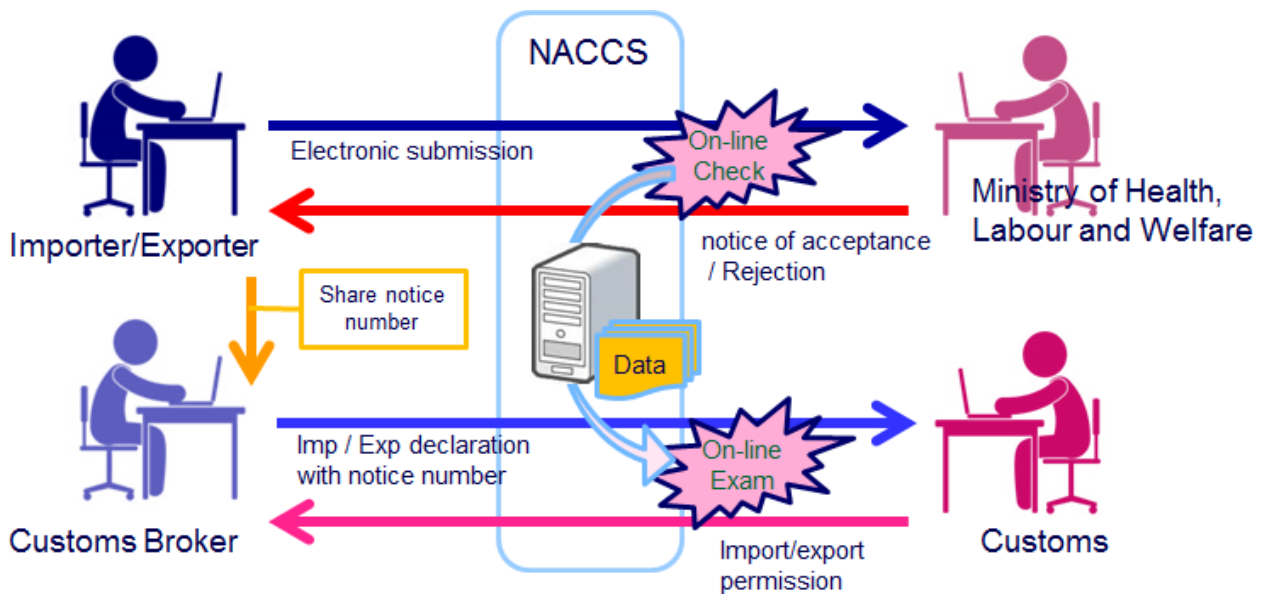 NACCS
Electronic submission
On-line
Check
Importer/Exporter
Ministry of Health,
Labour and Welfare
notice of acceptance
/ Rejection
Share notice
number
Data
Imp / Exp declaration
with notice number
On-line
Exam
Customs Broker
Customs
Import/export
permission